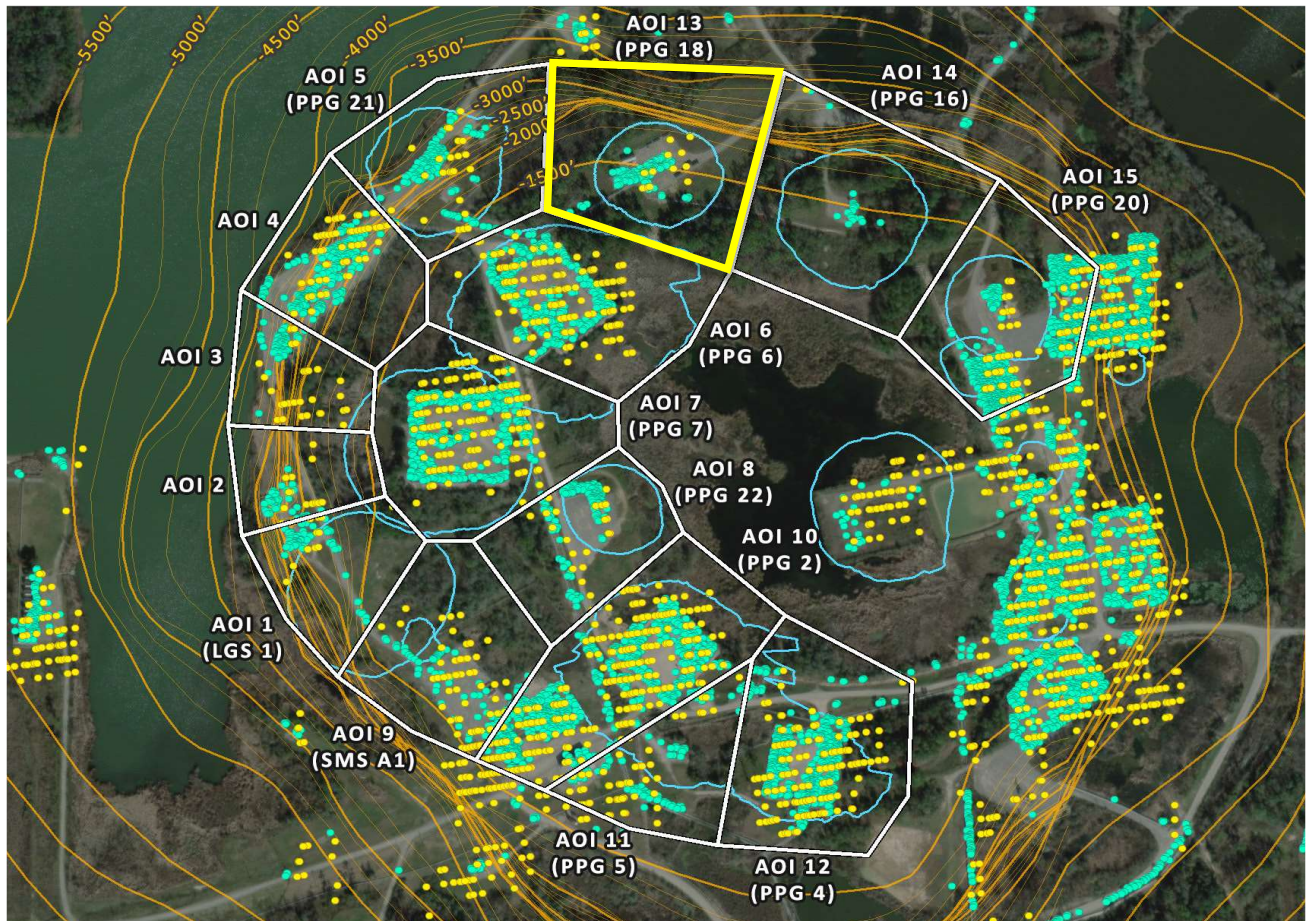 -5500'
-5000'
-4500'
-4000'
-3500'
-3000'
-2500'
-2000'
-1500'
AOI 13
(PPG 18)
AOI 5
(PPG 21)
AOI 14
(PPG 16)
AOI 15
(PPG 20)
AOI 4
AOI 3
AOI 6
(PPG 6)
AOI 7
(PPG 7)
AOI 8
(PPG 22)
AOI 2
AOI 10
(PPG 2)
AOI 1
(LGS 1)
AOI 9
(SMS A1)
AOI 11
(PPG 5)
AOI 12
(PPG 4)